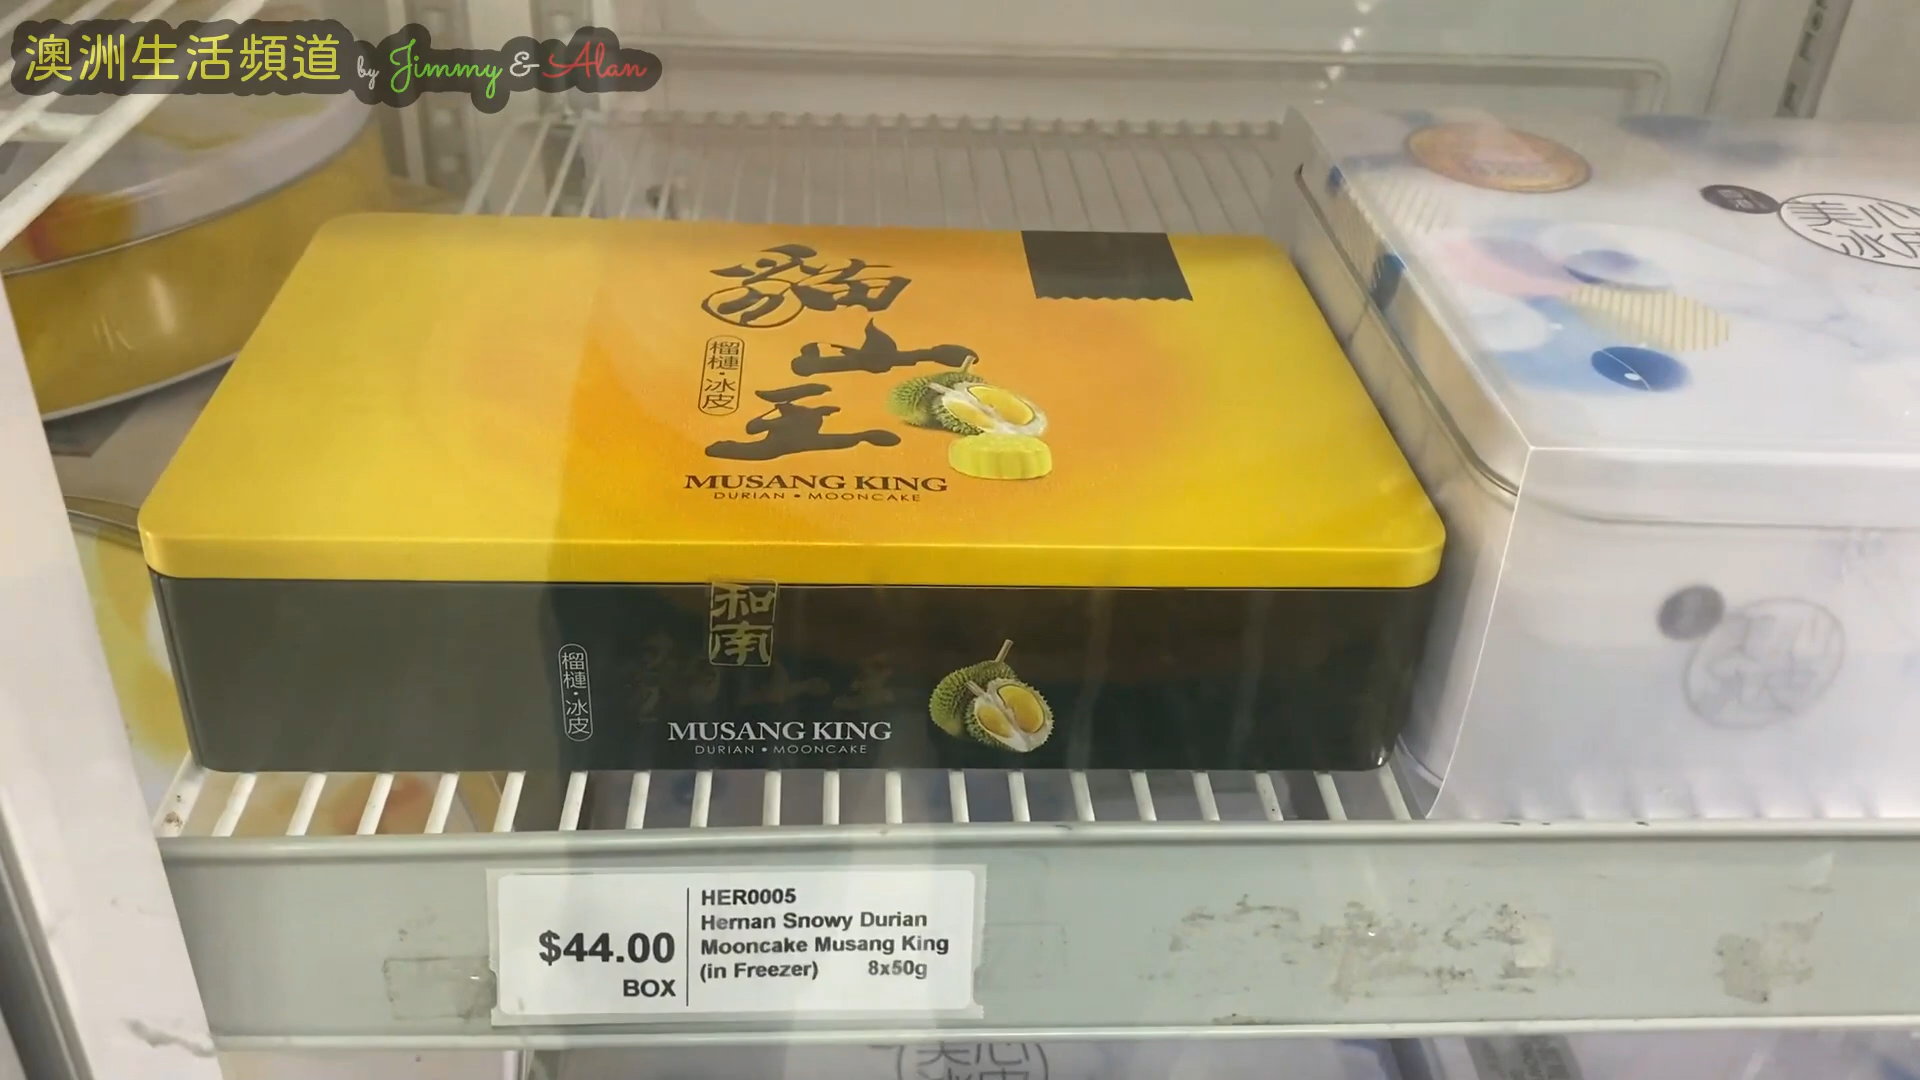 澳洲生活頻道 by Jimmy & Alan
貓山王
榴槤·冰皮
MUSANG KING
DURIAN • MOONCAKE
和南
榴槤·冰皮
MUSANG KING
DURIAN • MOONCAKE
$44.00
BOX
HER0005
Hernan Snowy Durian
Mooncake Musang King
(in Freezer) 8x50g